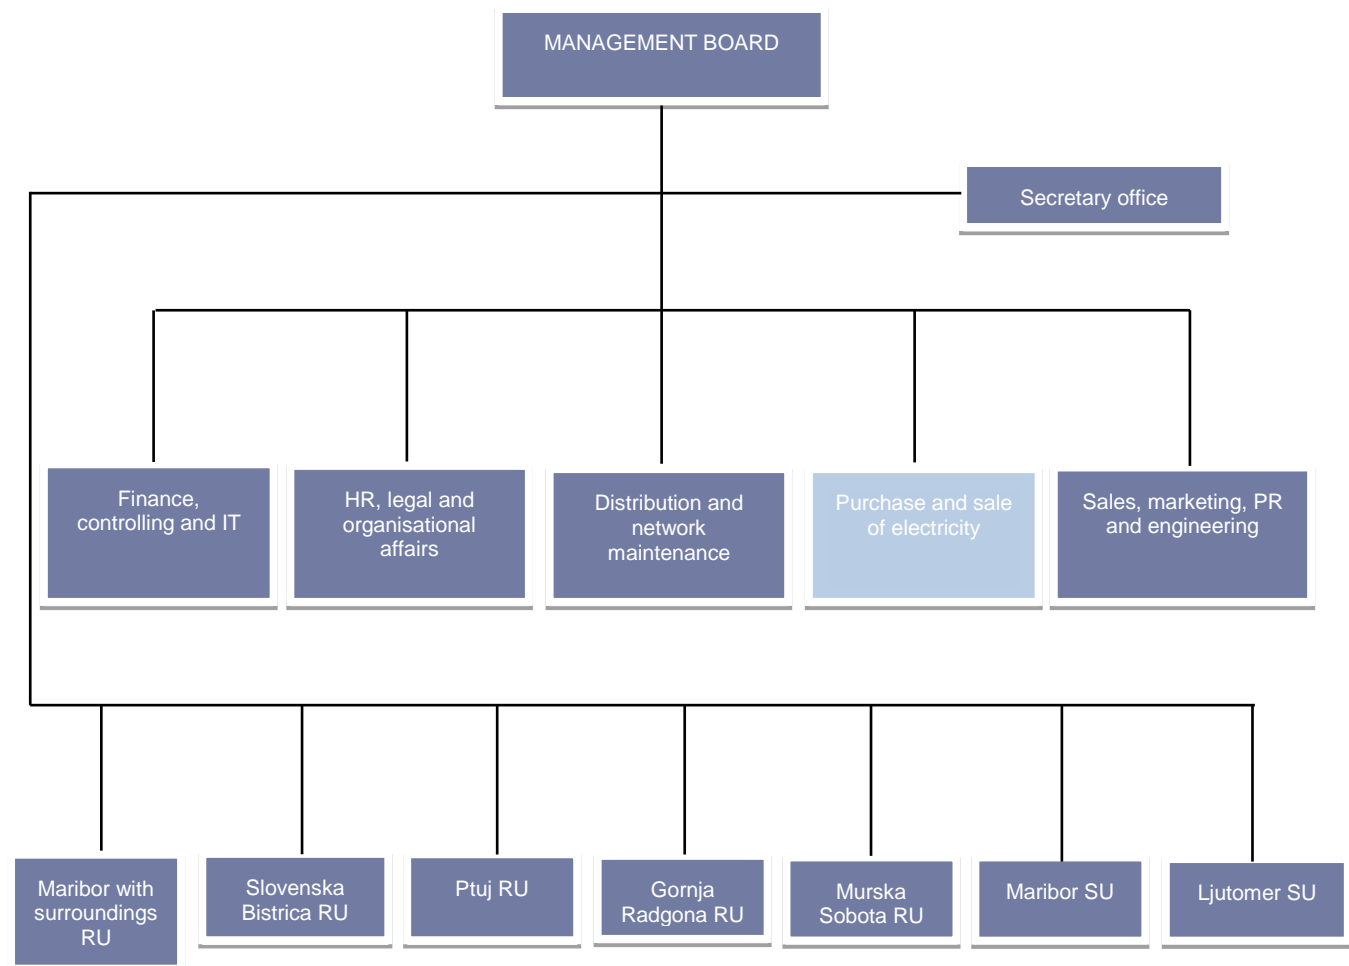 MANAGEMENT BOARD
Secretary office
Finance,
controlling and IT
HR, legal and
organisational
affairs
Distribution and
network
maintenance
Purchase and sale
of electricity
Sales, marketing, PR
and engineering
Maribor with
surroundings
RU
Slovenska
Bistrica RU
Ptuj RU
Gornja
Radgona RU
Murska
Sobota RU
Maribor SU
Ljutomer SU